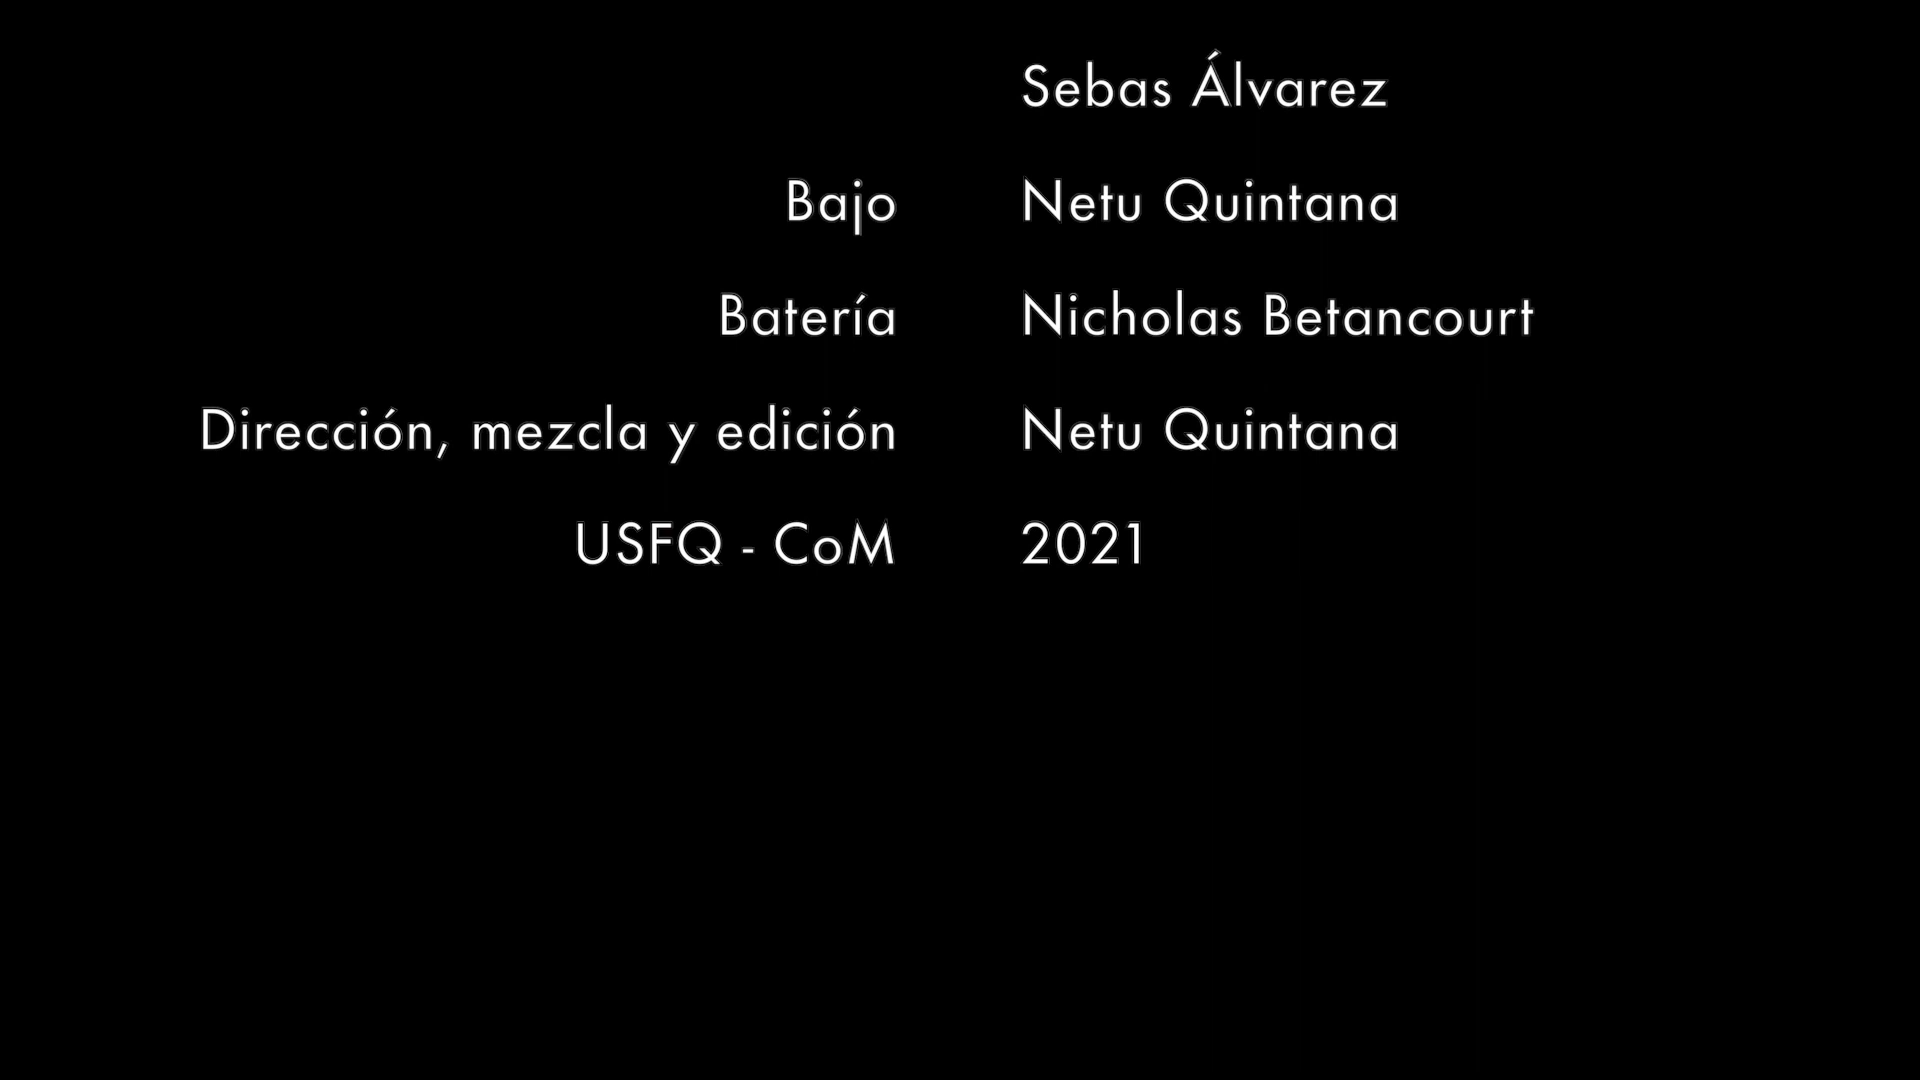 Sebas Álvarez
Bajo Netu Quintana
Batería Nicholas Betancourt
Dirección, mezcla y edición Netu Quintana
USFQ - CoM 2021